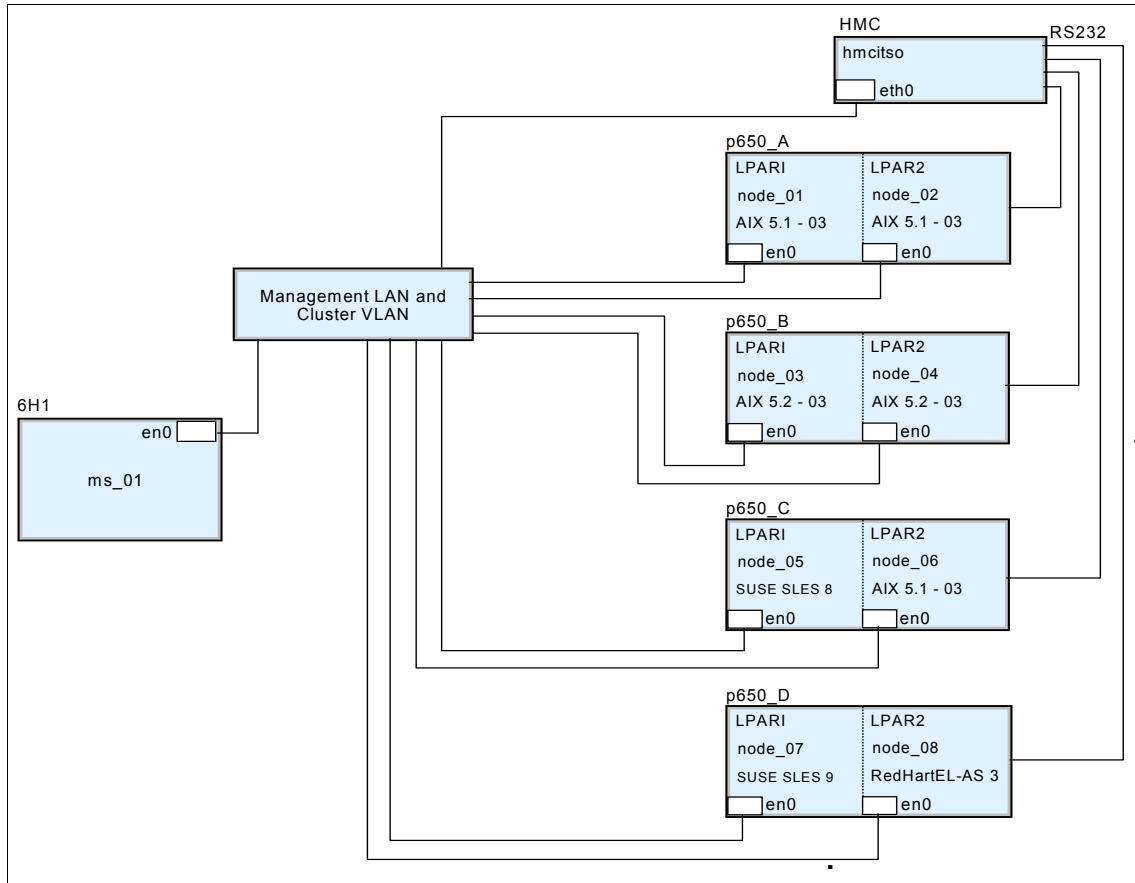 HMC
RS232
hmcitso
eth0
p650_A
LPARI
LPAR2
node_01
node_02
AIX 5.1 - 03
AIX 5.1 - 03
en0
en0
Management LAN and
Cluster VLAN
p650_B
LPARI
LPAR2
node_03
node_04
AIX 5.2 - 03
AIX 5.2 - 03
en0
en0
6H1
en0
ms_01
p650_C
LPARI
LPAR2
node_05
node_06
SUSE SLES 8
AIX 5.1 - 03
en0
en0
p650_D
LPARI
LPAR2
node_07
node_08
SUSE SLES 9
RedHartEL-AS 3
en0
en0